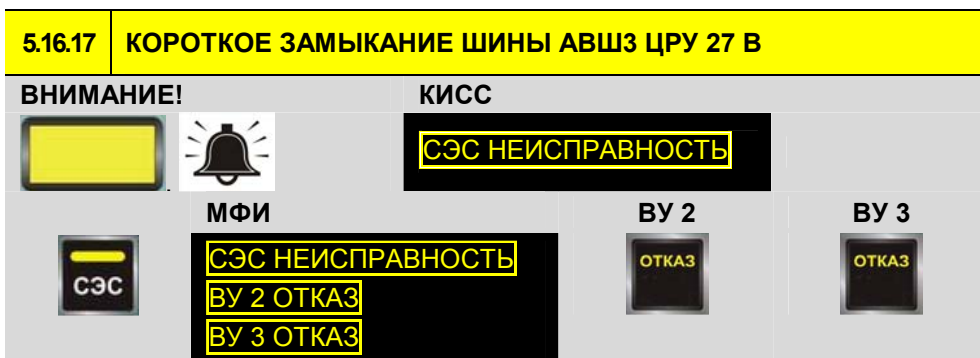 5.16.17 КОРОТКОЕ ЗАМЫКАНИЕ ШИНЫ АВШ3 ЦРУ 27 В
ВНИМАНИЕ! КИСС
СЭС НЕИСПРАВНОСТЬ
МФИ ВУ 2 ВУ 3
СЭС НЕИСПРАВНОСТЬ ОТКАЗ ОТКАЗ
СЭС
ВУ 2 ОТКАЗ
ВУ 3 ОТКАЗ